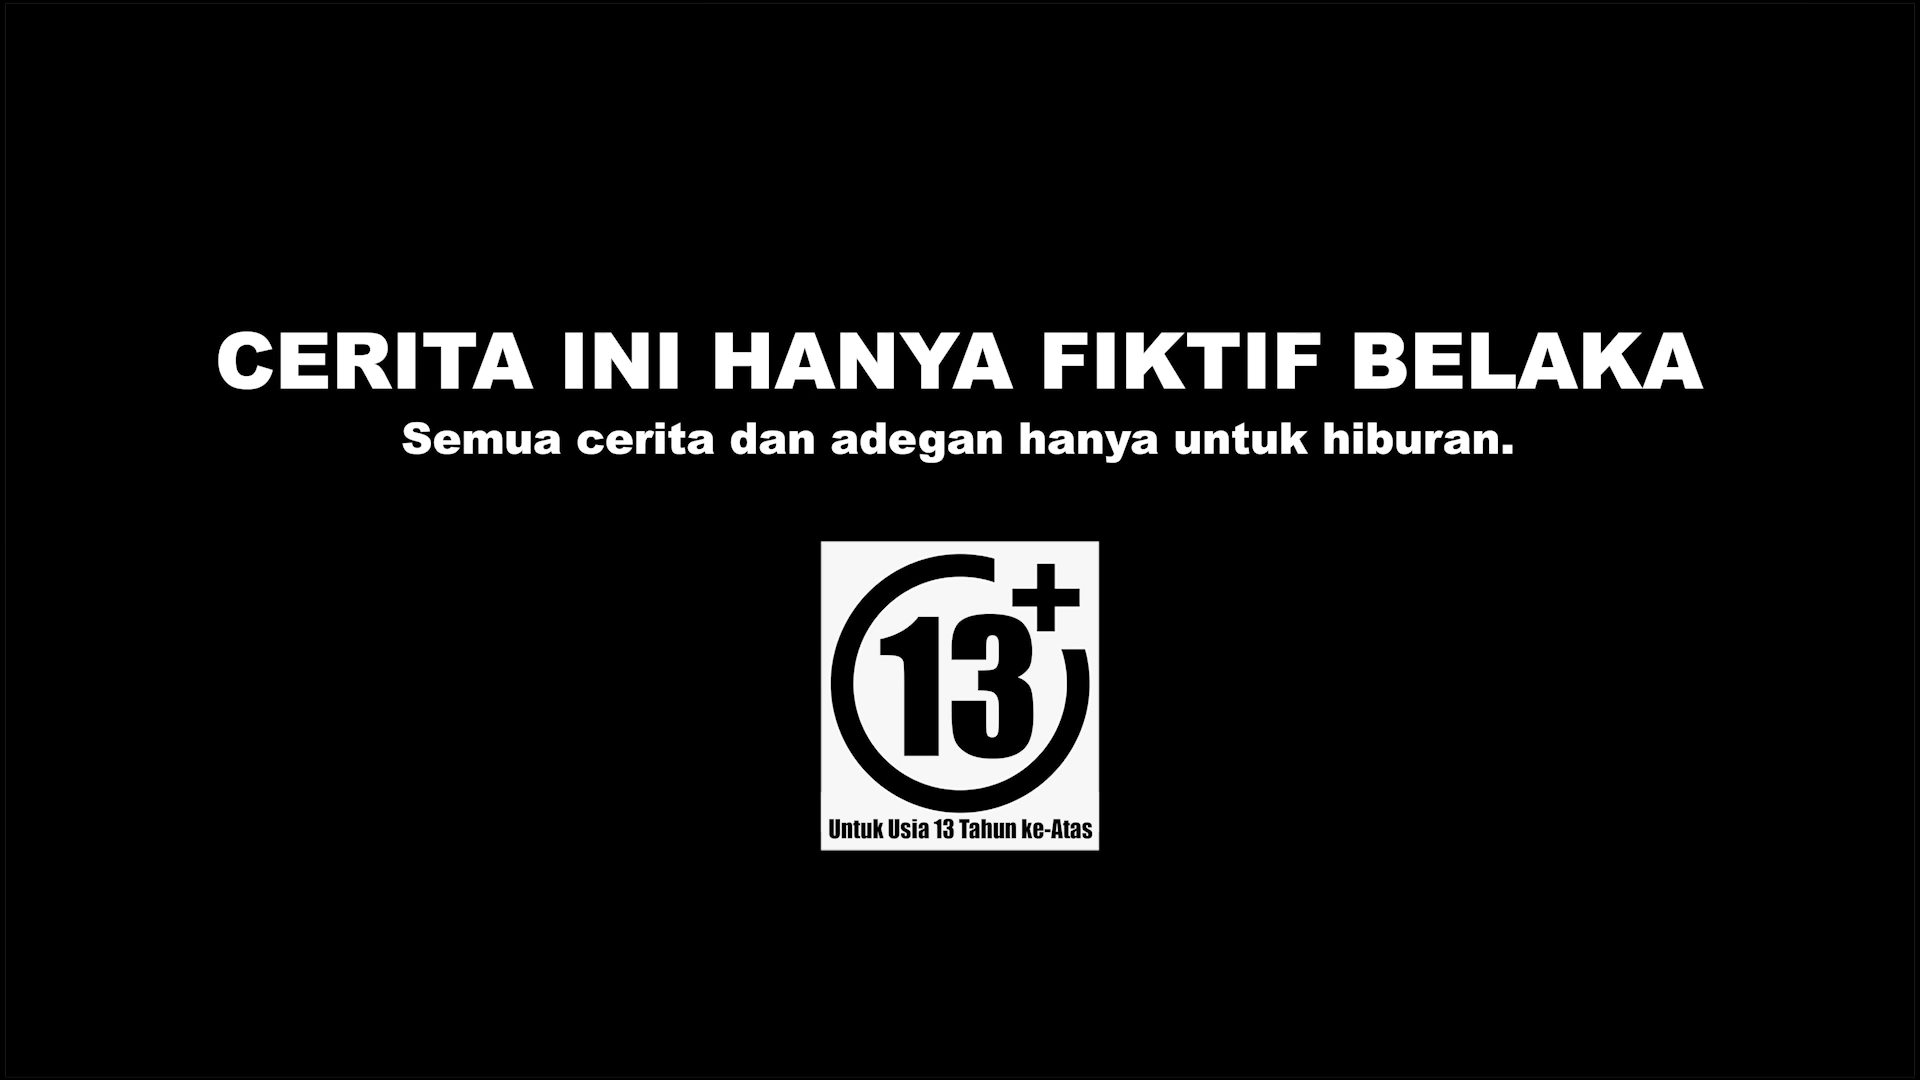 CERITA INI HANYA FIKTIF BELAKA
Semua cerita dan adegan hanya untuk hiburan.
13+
Untuk Usia 13 Tahun ke-Atas